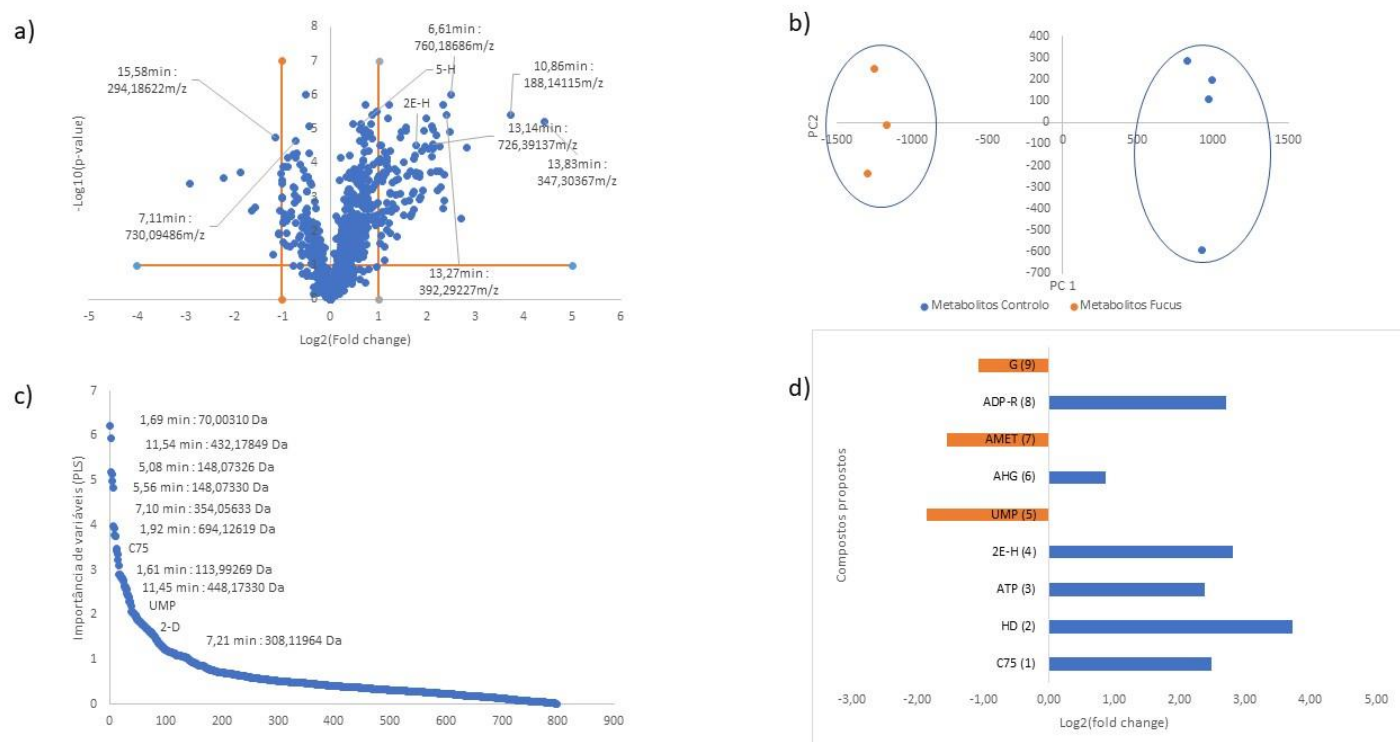 a)
8
7
6
5
4
3
2
1
0
-Log10(p-value)
-5
-4
-3
-2
-1
0
1
2
3
4
5
6
Log2(Fold change)
15,58min :
294,18622m/z
6,61min :
760,18686m/z
5-H
10,86min :
188,14115m/z
2E-H
13,14min :
726,39137m/z
13,83min :
347,30367m/z
7,11min :
730,09486m/z
13,27min :
392,29227m/z
b)
400
300
200
100
0
-100
-200
-300
-400
-500
-600
-700
PC2
-1500
-1000
-500
0
500
1000
1500
PC 1
Metabolitos Controlo
Metabolitos Fucus
c)
7
6
5
4
3
2
1
0
Importância de variáveis (PLS)
1,69 min : 70,00310 Da
11,54 min : 432,17849 Da
5,08 min : 148,07326 Da
5,56 min : 148,07330 Da
7,10 min : 354,05633 Da
1,92 min : 694,12619 Da
C75
1,61 min : 113,99269 Da
11,45 min : 448,17330 Da
UMP
2-D
7,21 min : 308,11964 Da
0
100
200
300
400
500
600
700
800
900
d)
Compostos propostos
G (9)
ADP-R (8)
AMET (7)
AHG (6)
UMP (5)
2E-H (4)
ATP (3)
HD (2)
C75 (1)
-3,00
-2,00
-1,00
0,00
1,00
2,00
3,00
4,00
5,00
Log2(fold change)